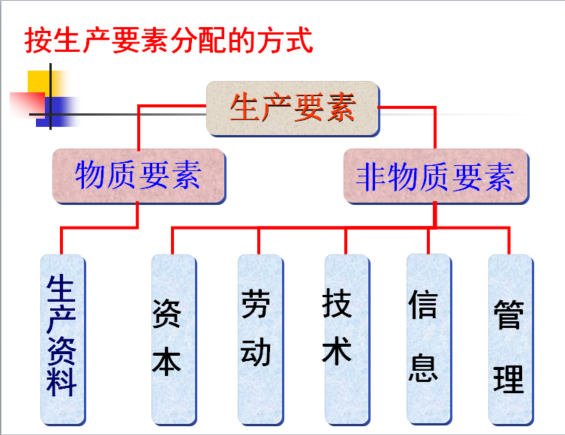 按生产要素分配的方式
生产要素
物质要素
非物质要素
生产资料
资本
劳动
技术
信息
管理